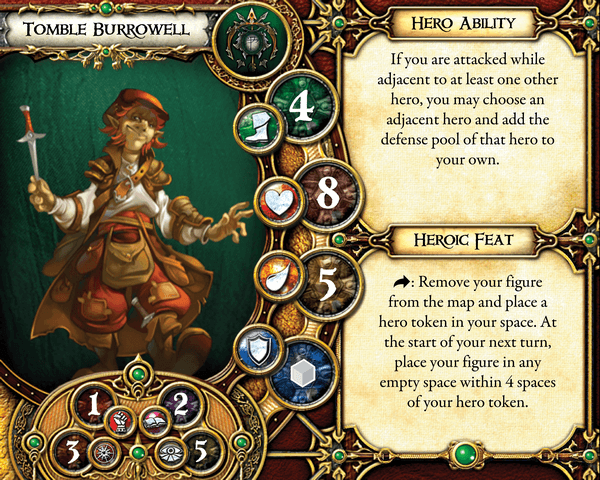 Tomble Burrowell
4
8
5
1
2
3
5
Hero Ability
If you are attacked while
adjacent to at least one other
hero, you may choose an
adjacent hero and add the
defense pool of that hero to
your own.
Heroic Feat
: Remove your figure
from the map and place a
hero token in your space. At
the start of your next turn,
place your figure in any
empty space within 4 spaces
of your hero token.